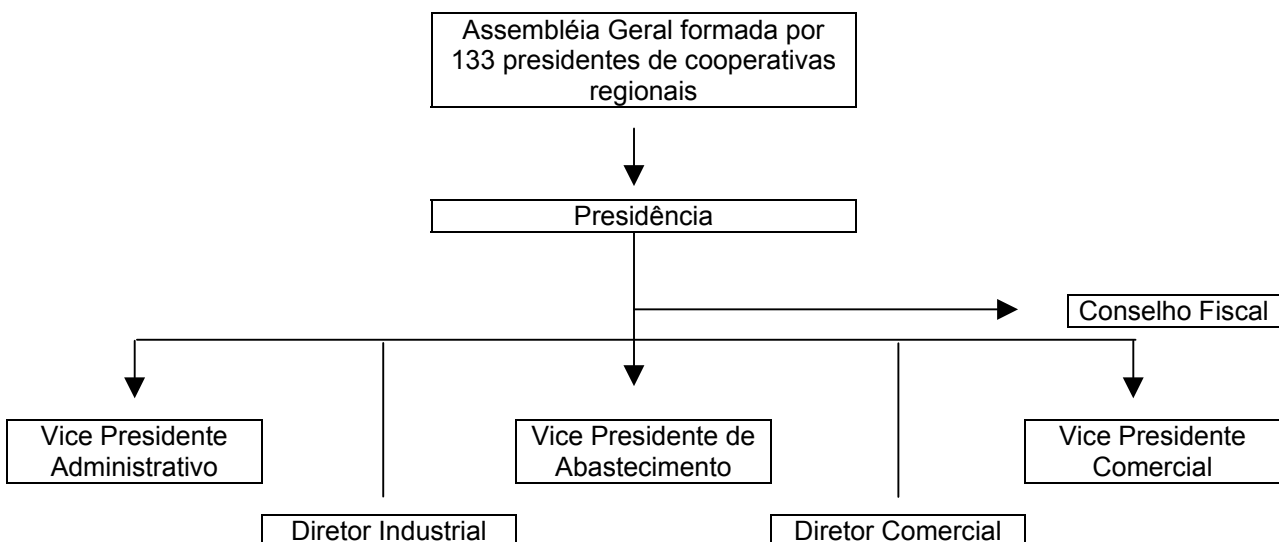 Assembléia Geral formada por
133 presidentes de cooperativas
regionais
Presidência
Conselho Fiscal
Vice Presidente
Administrativo
Vice Presidente de
Abastecimento
Vice Presidente
Comercial
Diretor Industrial
Diretor Comercial